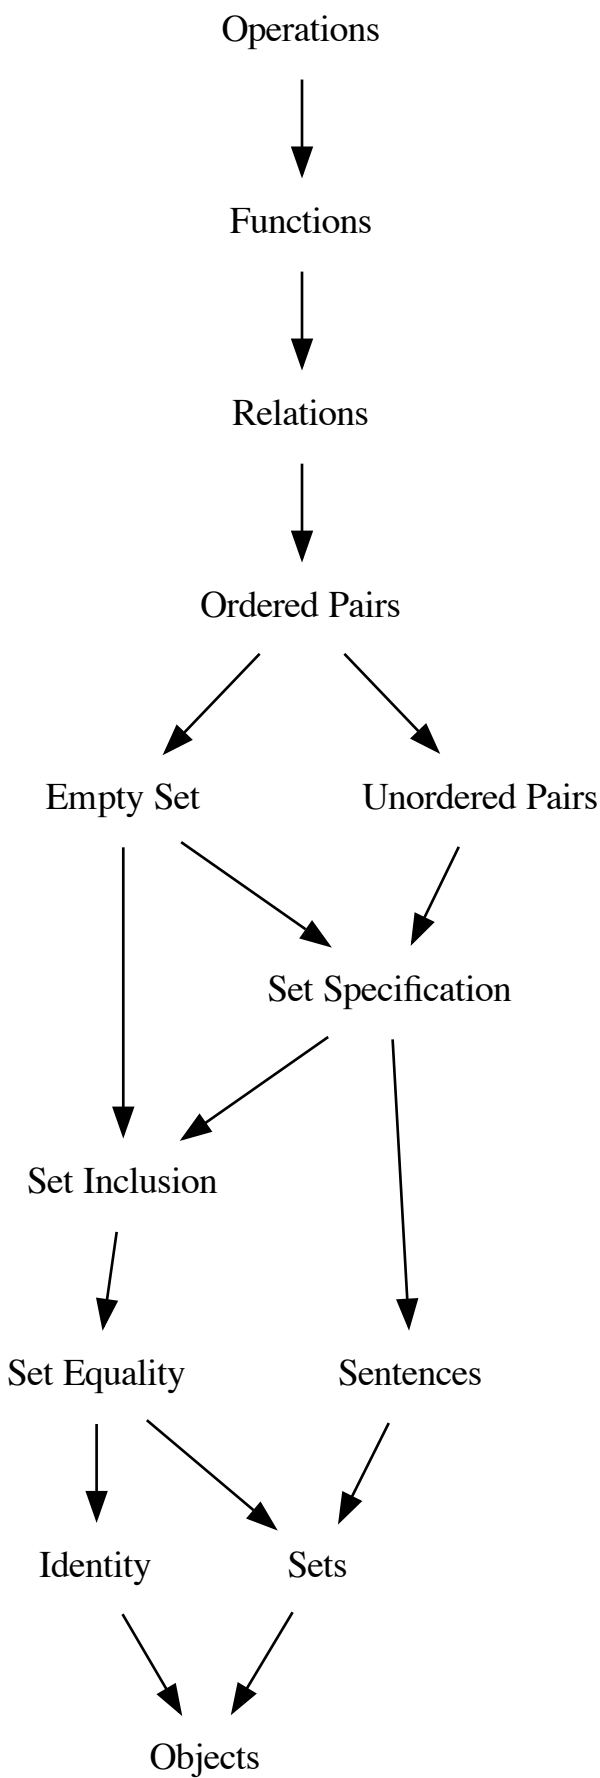 Operations
Functions
Relations
Ordered Pairs
Empty Set
Unordered Pairs
Set Specification
Set Inclusion
Set Equality
Sentences
Identity
Sets
Objects